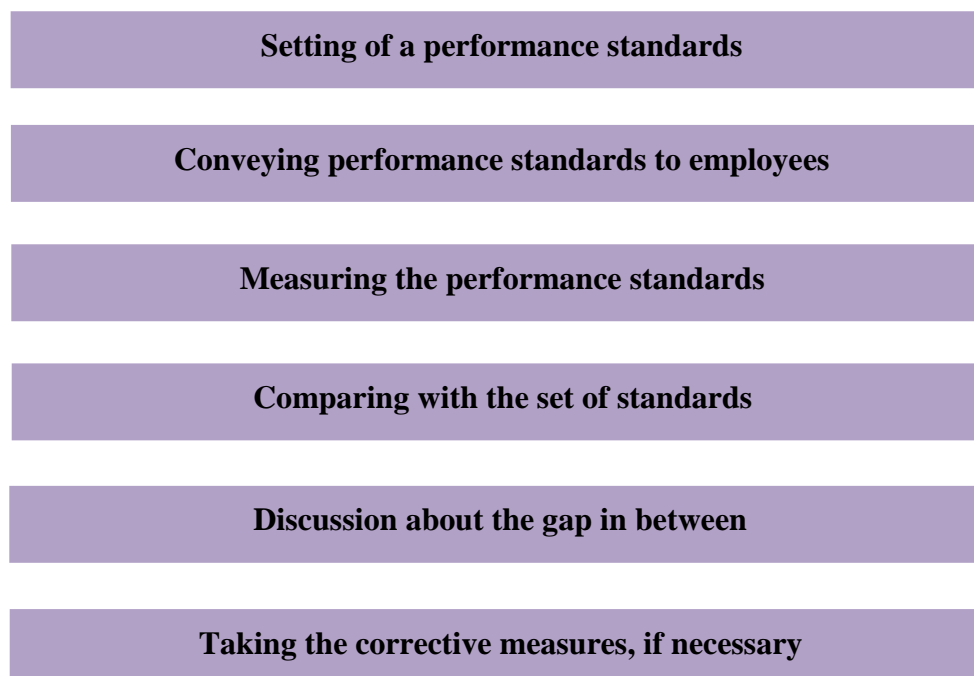 Setting of a performance standards
Conveying performance standards to employees
Measuring the performance standards
Comparing with the set of standards
Discussion about the gap in between
Taking the corrective measures, if necessary